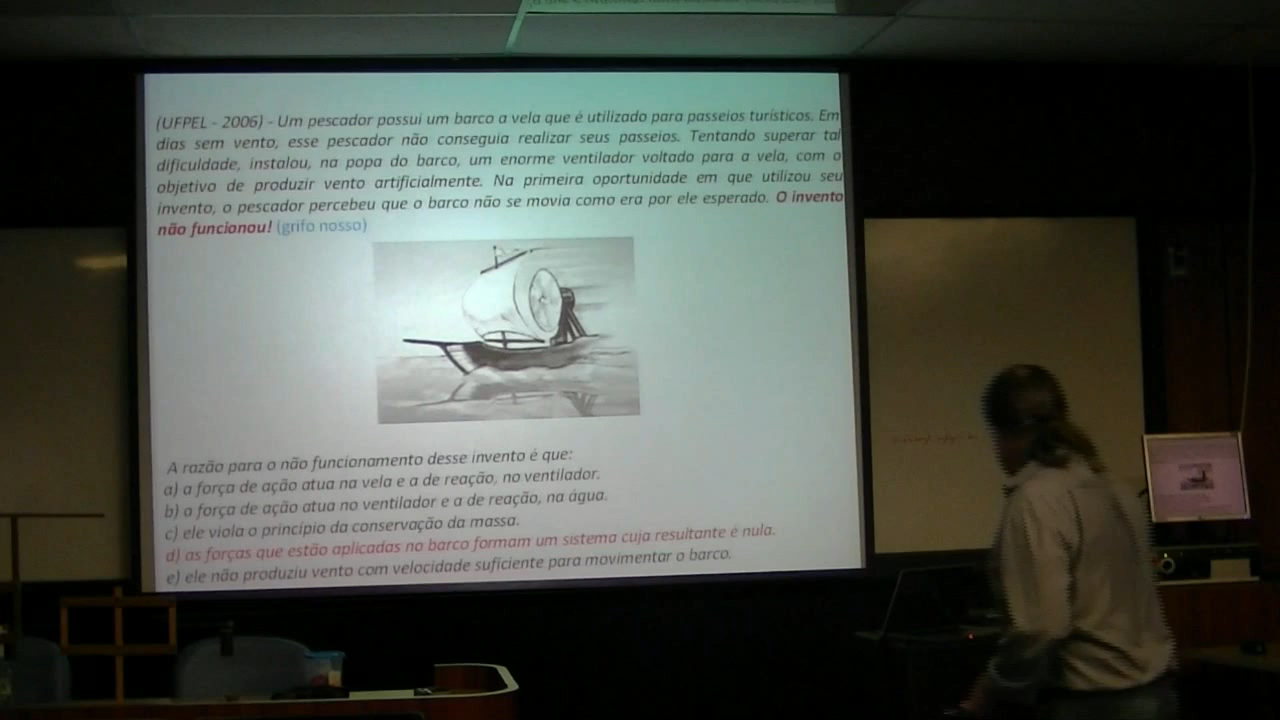 (UFPEL - 2006) - Um pescador possui um barco a vela que é utilizado para passeios turísticos. Em
dias sem vento, esse pescador não conseguia realizar seus passeios. Tentando superar tal
dificuldade, instalou, na popa do barco, um enorme ventilador voltado para a vela, com o
objetivo de produzir vento artificialmente. Na primeira oportunidade em que utilizou seu
invento, o pescador percebeu que o barco não se movia como era por ele esperado. O invento
não funcionou! (grifo nosso)
A razão para o não funcionamento desse invento é que:
a) a força de ação atua na vela e a de reação, no ventilador.
b) a força de ação atua no ventilador e a de reação, na água.
c) ele viola o princípio da conservação da massa.
d) as forças que estão aplicadas no barco formam um sistema cuja resultante é nula.
e) ele não produziu vento com velocidade suficiente para movimentar o barco.